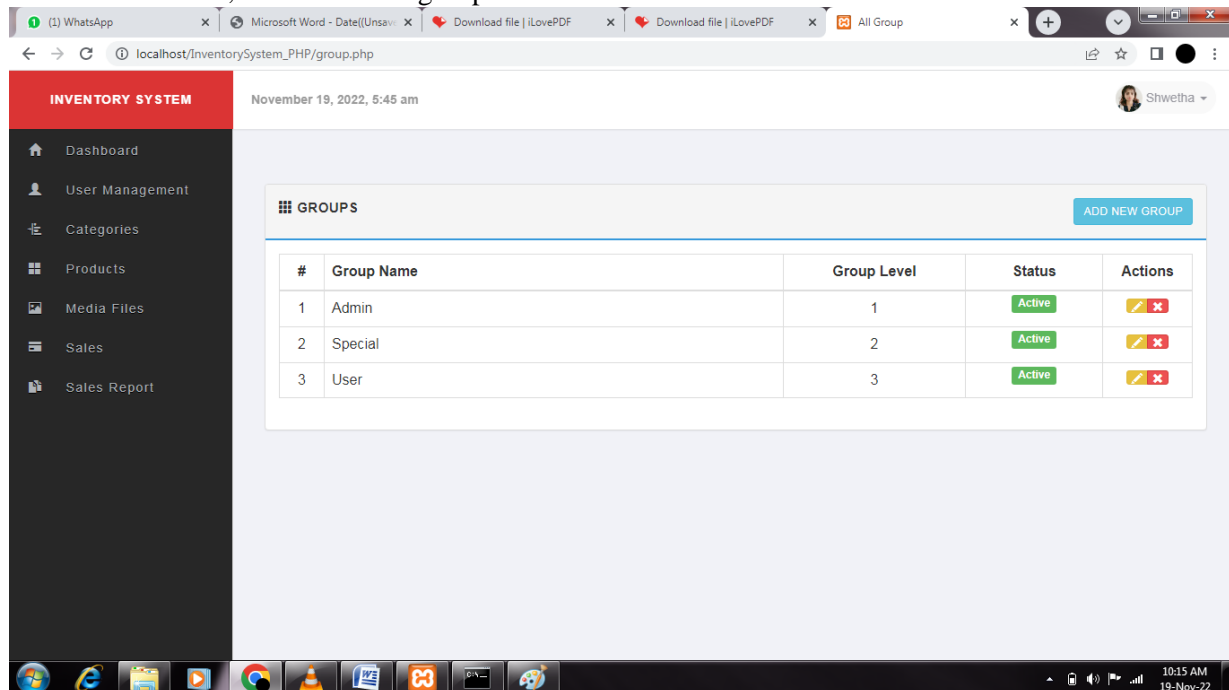 (1) WhatsApp
Microsoft Word - Date((Unsav
Download file | iLovePDF
Download file | iLovePDF
All Group
localhost/InventorySystem_PHP/group.php
INVENTORY SYSTEM
November 19, 2022, 5:45 am
Shwetha
Dashboard
User Management
Categories
Products
Media Files
Sales
Sales Report
GROUPS
ADD NEW GROUP
# Group Name Group Level Status Actions
1 Admin 1 Active
2 Special 2 Active
3 User 3 Active
10:15 AM
19-Nov-22